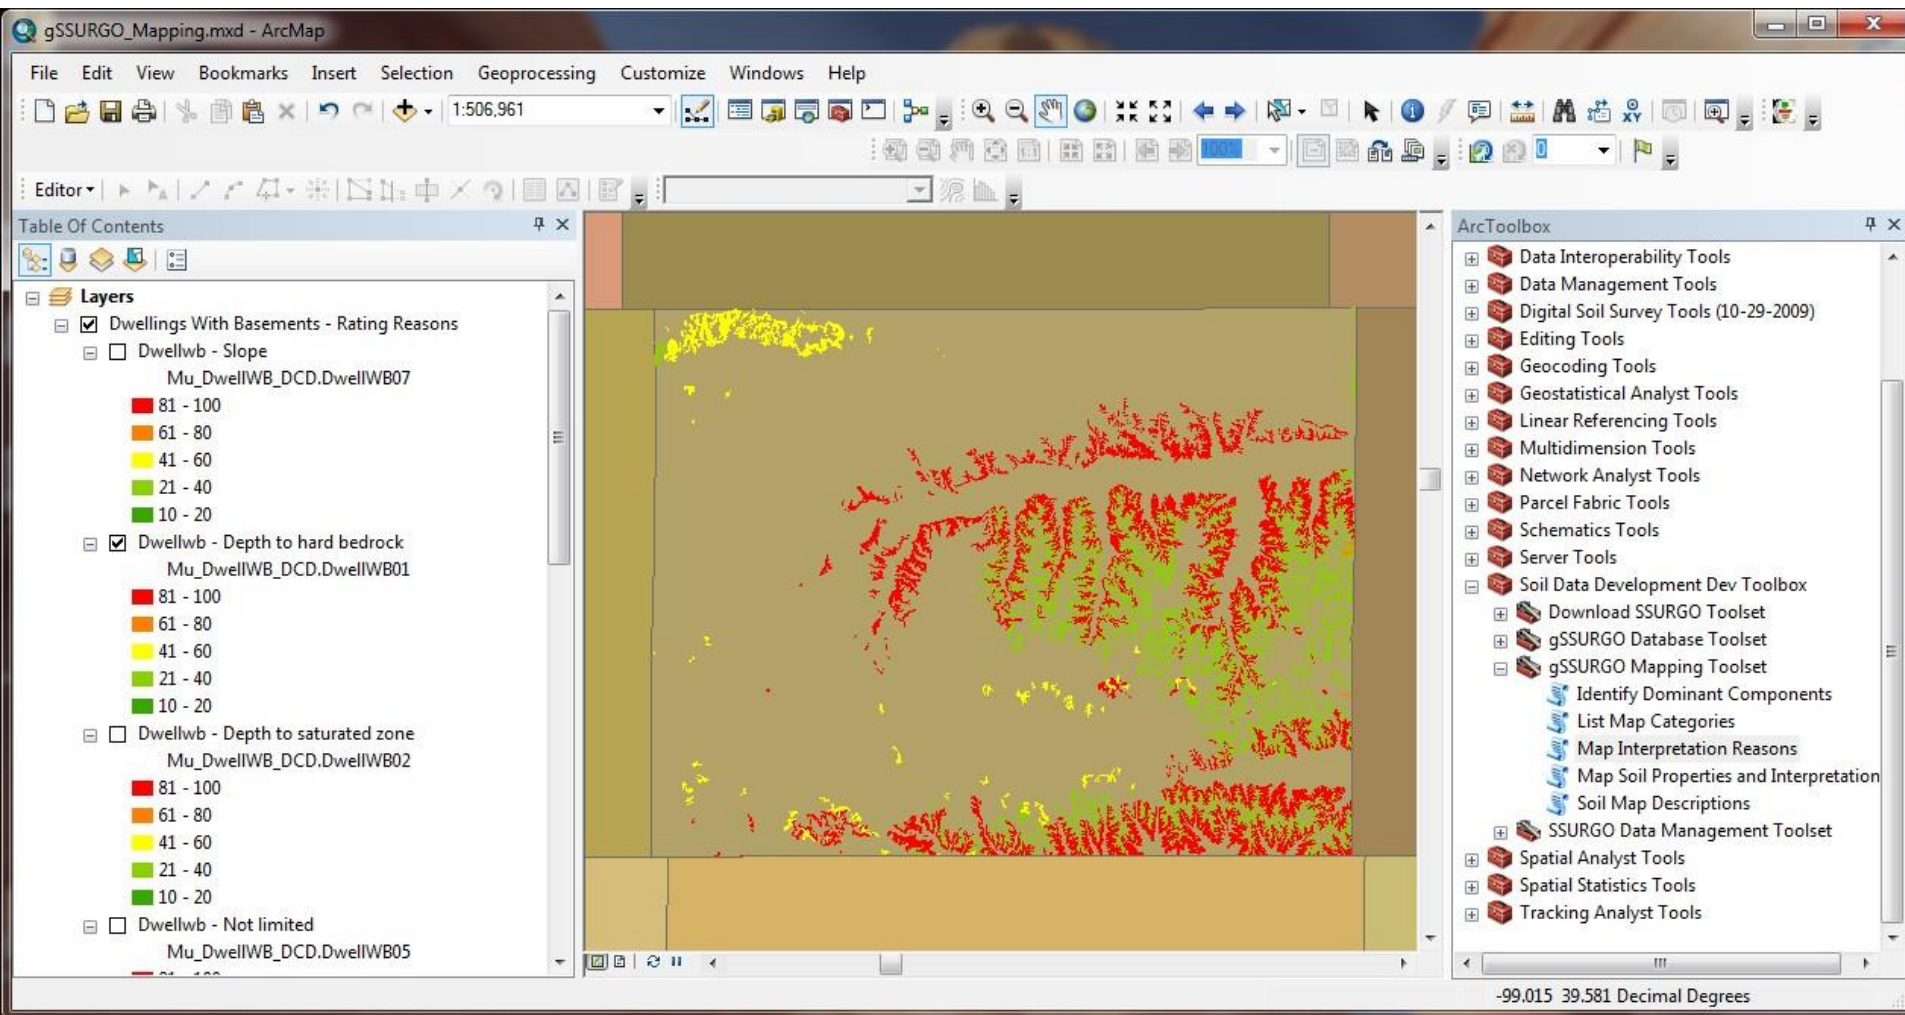 gSSURGO_Mapping.mxd - ArcMap
File Edit View Bookmarks Insert Selection Geoprocessing Customize Windows Help
1:506,961
100%
0
Editor
Table Of Contents
Layers
Dwellings With Basements - Rating Reasons
Dwellwb - Slope
Mu_DwellWB_DCD.DwellWB07
81 - 100
61 - 80
41 - 60
21 - 40
10 - 20
Dwellwb - Depth to hard bedrock
Mu_DwellWB_DCD.DwellWB01
81 - 100
61 - 80
41 - 60
21 - 40
10 - 20
Dwellwb - Depth to saturated zone
Mu_DwellWB_DCD.DwellWB02
81 - 100
61 - 80
41 - 60
21 - 40
10 - 20
Dwellwb - Not limited
Mu_DwellWB_DCD.DwellWB05
ArcToolbox
Data Interoperability Tools
Data Management Tools
Digital Soil Survey Tools (10-29-2009)
Editing Tools
Geocoding Tools
Geostatistical Analyst Tools
Linear Referencing Tools
Multidimension Tools
Network Analyst Tools
Parcel Fabric Tools
Schematics Tools
Server Tools
Soil Data Development Dev Toolbox
Download SSURGO Toolset
gSSURGO Database Toolset
gSSURGO Mapping Toolset
Identify Dominant Components
List Map Categories
Map Interpretation Reasons
Map Soil Properties and Interpretation
Soil Map Descriptions
SSURGO Data Management Toolset
Spatial Analyst Tools
Spatial Statistics Tools
Tracking Analyst Tools
-99.015 39.581 Decimal Degrees